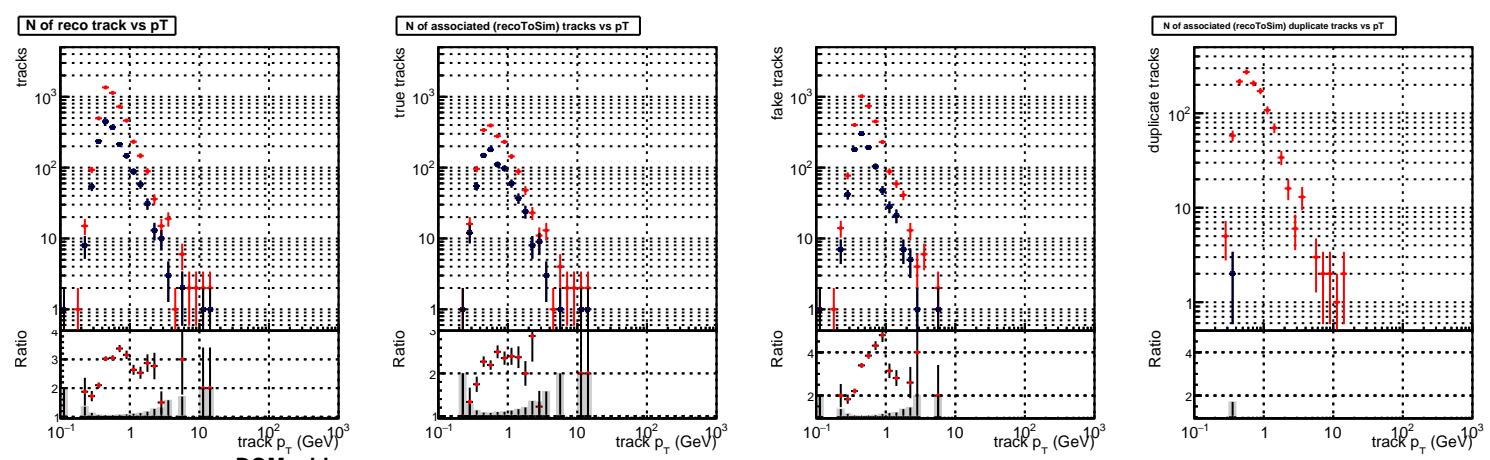 N of reco track vs pT
tracks
10³
10²
10
1
Ratio
4
3
2
1
10⁻¹ 1 10 10² 10³
track p_T (GeV)
N of associated (recoToSim) tracks vs pT
true tracks
10³
10²
10
1
Ratio
3
2
1
10⁻¹ 1 10 10² 10³
track p_T (GeV)
fake tracks
10³
10²
10
1
Ratio
4
2
10⁻¹ 1 10 10² 10³
track p_T (GeV)
N of associated (recoToSim) duplicate tracks vs pT
duplicate tracks
10²
10
1
Ratio
4
2
10⁻¹ 1 10 10² 10³
track p_T (GeV)